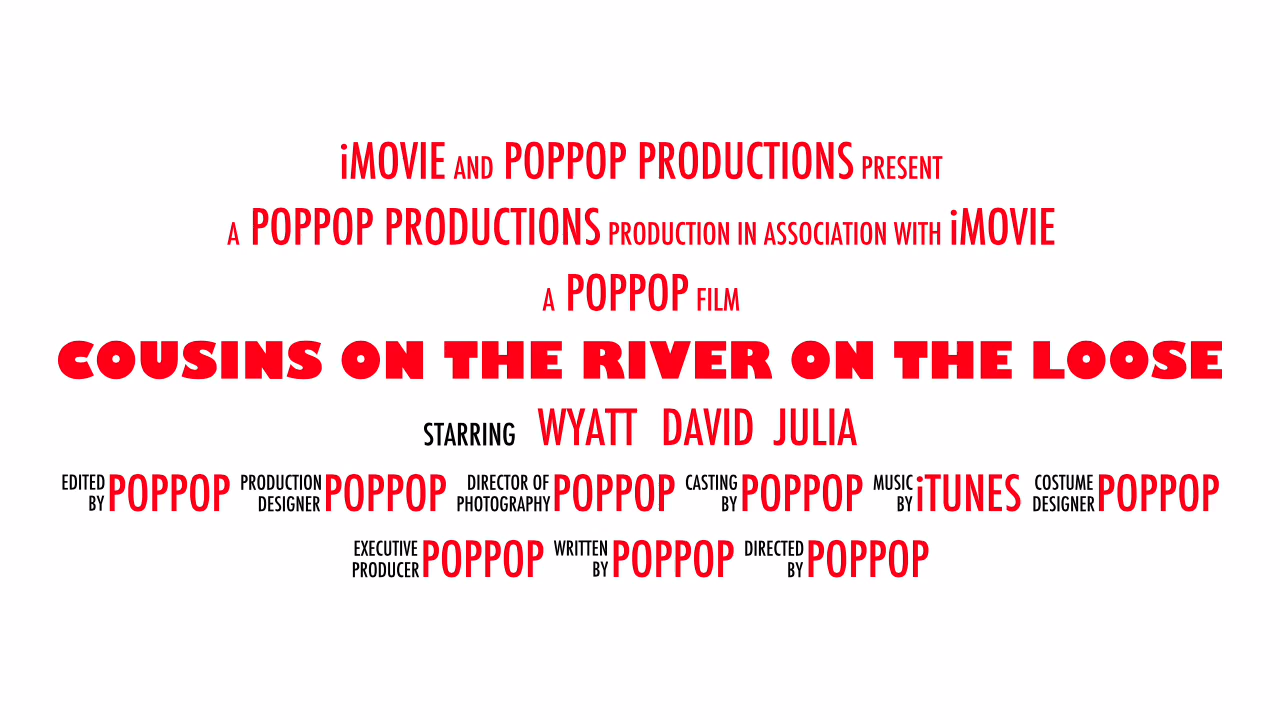 iMOVIE AND POPPOP PRODUCTIONS PRESENT
A POPPOP PRODUCTIONS PRODUCTION IN ASSOCIATION WITH iMOVIE
A POPPOP FILM
COUSINS ON THE RIVER ON THE LOOSE
STARRING WYATT DAVID JULIA
EDITED BY POPPOP PRODUCTION DESIGNER POPPOP DIRECTOR OF PHOTOGRAPHY POPPOP CASTING BY POPPOP MUSIC BY iTUNES COSTUME DESIGNER POPPOP
EXECUTIVE PRODUCER POPPOP WRITTEN BY POPPOP DIRECTED BY POPPOP